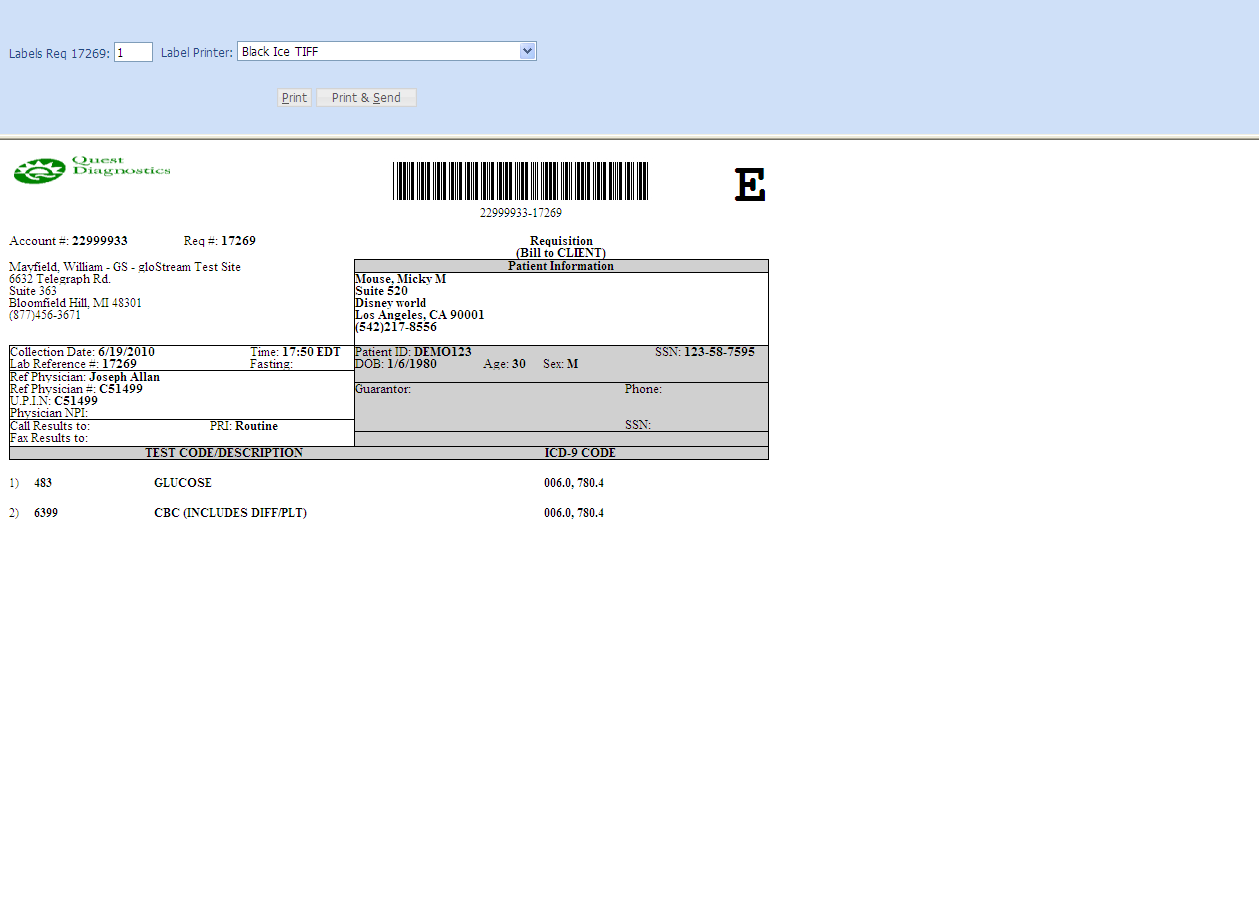 Labels Req 17269: 1 Label Printer: Black Ice TIFF
Print Print & Send
Quest
Diagnostics
E
22999933-17269
Account #: 22999933 Req #: 17269
Requisition
(Bill to CLIENT)
Mayfield, William - GS - gloStream Test Site
6632 Telegraph Rd.
Suite 363
Bloomfield Hill, MI 48301
(877)456-3671
Patient Information
Mouse, Micky M
Suite 520
Disney world
Los Angeles, CA 90001
(542)217-8556
Collection Date: 6/19/2010 Time: 17:50 EDT
Lab Reference #: 17269 Fasting:
Patient ID: DEMO123 SSN: 123-58-7595
DOB: 1/6/1980 Age: 30 Sex: M
Ref Physician: Joseph Allan
Ref Physician #: C51499
U.P.I.N: C51499
Physician NPI:
Guarantor: Phone:
SSN:
Call Results to: PRI: Routine
Fax Results to:
TEST CODE/DESCRIPTION ICD-9 CODE
1) 483 GLUCOSE 006.0, 780.4
2) 6399 CBC (INCLUDES DIFF/PLT) 006.0, 780.4